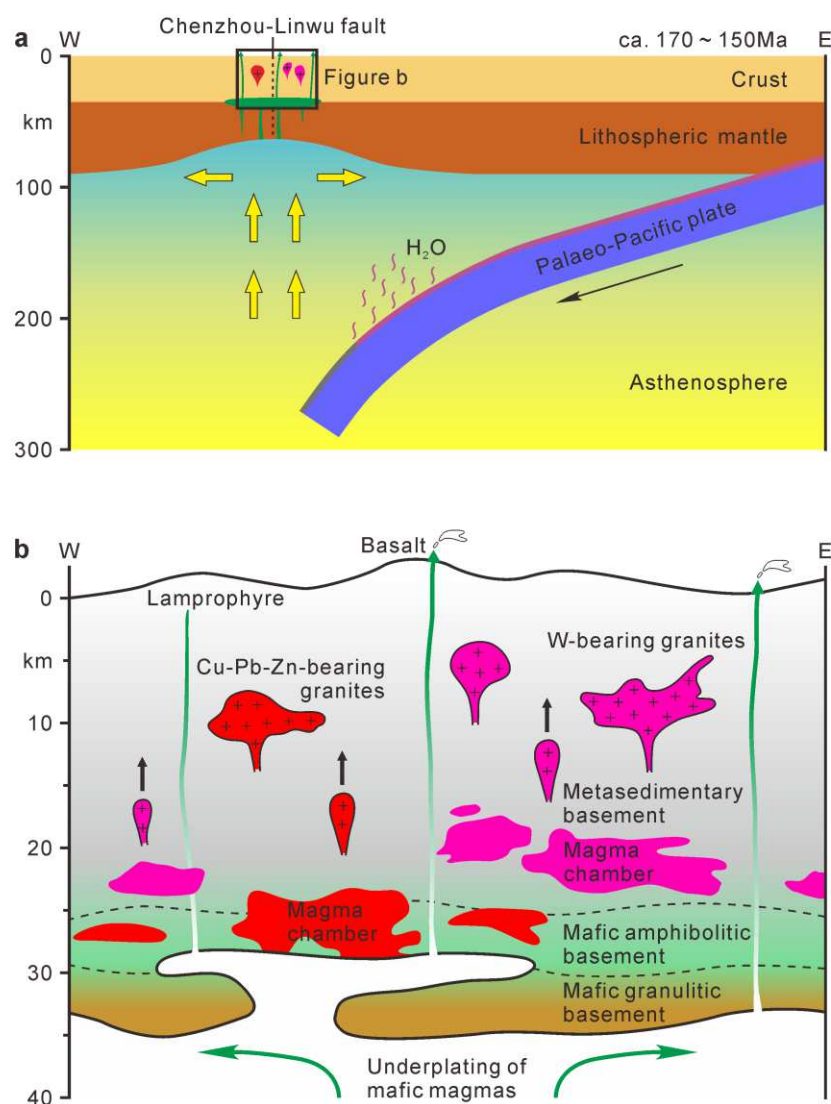 a
W
Chenzhou-Linwu fault
ca. 170 ~ 150Ma
E
0
Figure b
Crust
km
Lithospheric mantle
100
H₂O
Palaeo-Pacific plate
200
Asthenosphere
300
b
W
Basalt
E
0
Lamprophyre
km
Cu-Pb-Zn-bearing
granites
W-bearing granites
10
Metasedimentary
basement
20
Magma
chamber
Magma
chamber
Mafic amphibolitic
basement
30
Mafic granulitic
basement
Underplating of
mafic magmas
40